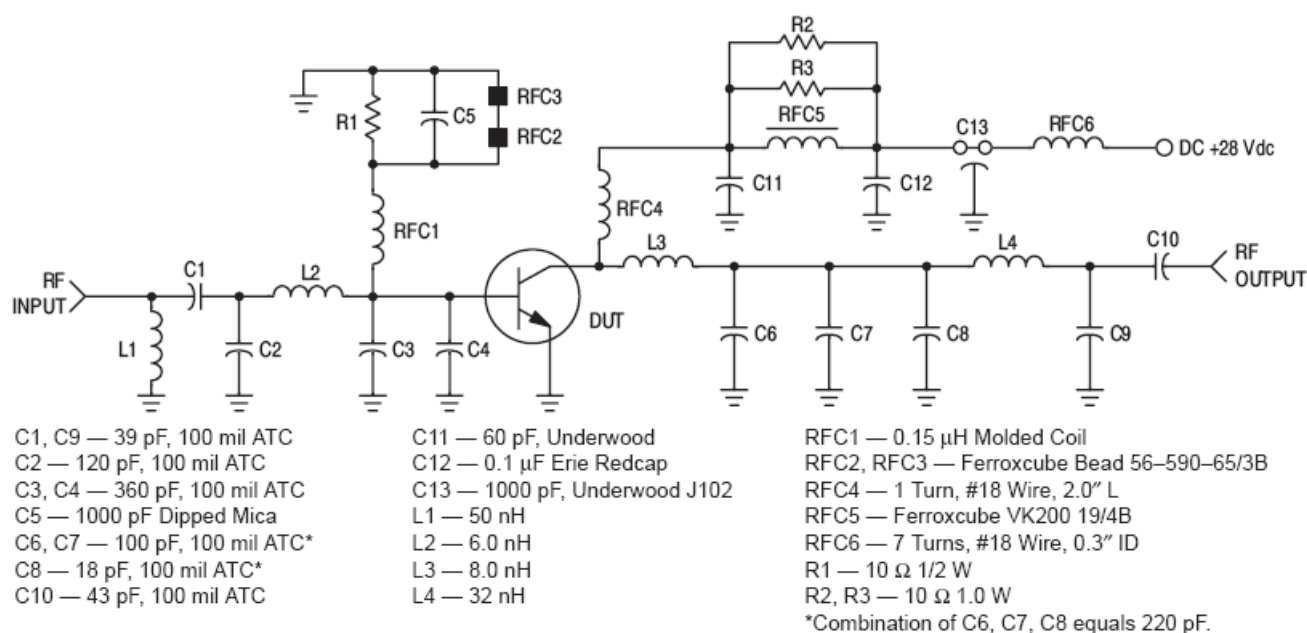 R2
R3
RFC5
R1
C5
RFC3
RFC2
C13
RFC6
DC +28 Vdc
C11
C12
RFC4
RFC1
L3
L4
C10
RF
OUTPUT
C1
L2
RF
INPUT
L1
C2
C3
C4
DUT
C6
C7
C8
C9
C1, C9 — 39 pF, 100 mil ATC
C2 — 120 pF, 100 mil ATC
C3, C4 — 360 pF, 100 mil ATC
C5 — 1000 pF Dipped Mica
C6, C7 — 100 pF, 100 mil ATC*
C8 — 18 pF, 100 mil ATC*
C10 — 43 pF, 100 mil ATC
C11 — 60 pF, Underwood
C12 — 0.1 μF Erie Redcap
C13 — 1000 pF, Underwood J102
L1 — 50 nH
L2 — 6.0 nH
L3 — 8.0 nH
L4 — 32 nH
RFC1 — 0.15 μH Molded Coil
RFC2, RFC3 — Ferroxcube Bead 56–590–65/3B
RFC4 — 1 Turn, #18 Wire, 2.0″ L
RFC5 — Ferroxcube VK200 19/4B
RFC6 — 7 Turns, #18 Wire, 0.3″ ID
R1 — 10 Ω 1/2 W
R2, R3 — 10 Ω 1.0 W
*Combination of C6, C7, C8 equals 220 pF.